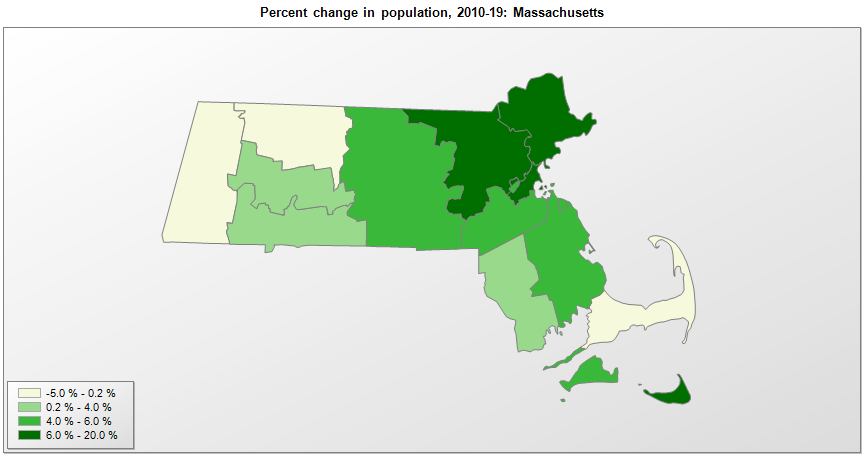 Percent change in population, 2010-19: Massachusetts
-5.0 % - 0.2 %
0.2 % - 4.0 %
4.0 % - 6.0 %
6.0 % - 20.0 %